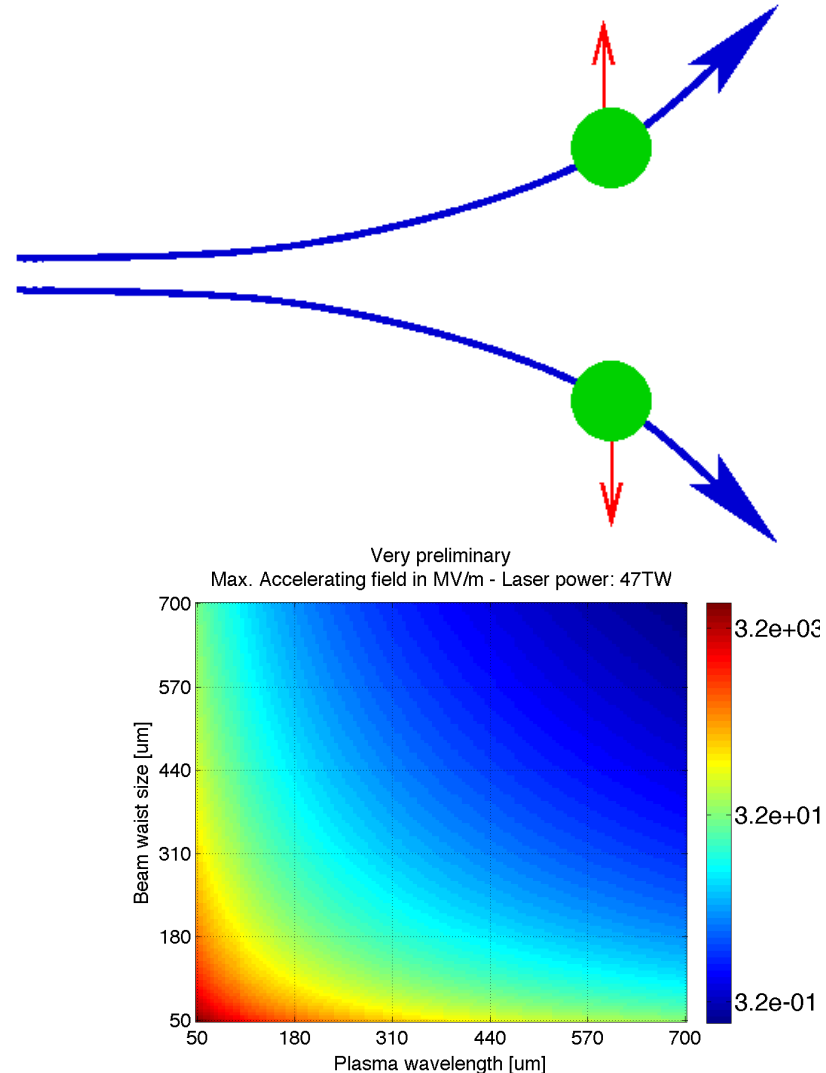 Very preliminary
Max. Accelerating field in MV/m - Laser power: 47TW
700
570
440
310
180
50
Beam waist size [um]
50 180 310 440 570 700
Plasma wavelength [um]
3.2e+03
3.2e+01
3.2e-01